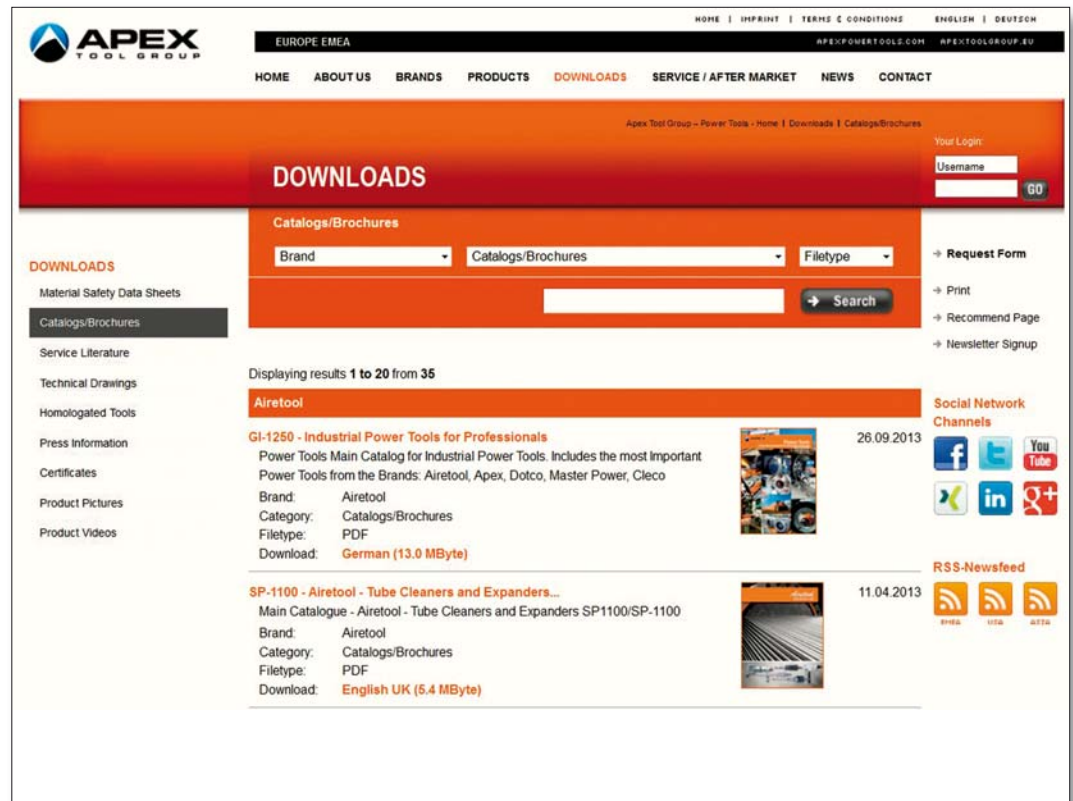 HOME | IMPRINT | TERMS & CONDITIONS ENGLISH | DEUTSCH
APEX
TOOL GROUP
EUROPE EMEA APEXPOWERTOOLS.COM APEXTOOLGROUP.EU
HOME ABOUT US BRANDS PRODUCTS DOWNLOADS SERVICE / AFTER MARKET NEWS CONTACT
Apex Tool Group – Power Tools - Home | Downloads | Catalogs/Brochures
Your Login:
Username
GO
DOWNLOADS
Catalogs/Brochures
Brand Catalogs/Brochures Filetype
Search
DOWNLOADS
Material Safety Data Sheets
Catalogs/Brochures
Service Literature
Technical Drawings
Homologated Tools
Press Information
Certificates
Product Pictures
Product Videos
Displaying results 1 to 20 from 35
Airetool
GI-1250 - Industrial Power Tools for Professionals 26.09.2013
Power Tools Main Catalog for Industrial Power Tools. Includes the most Important
Power Tools from the Brands: Airetool, Apex, Dotco, Master Power, Cleco
Brand: Airetool
Category: Catalogs/Brochures
Filetype: PDF
Download: German (13.0 MByte)
SP-1100 - Airetool - Tube Cleaners and Expanders... 11.04.2013
Main Catalogue - Airetool - Tube Cleaners and Expanders SP1100/SP-1100
Brand: Airetool
Category: Catalogs/Brochures
Filetype: PDF
Download: English UK (5.4 MByte)
Request Form
Print
Recommend Page
Newsletter Signup
Social Network
Channels
f t You
Tube
in g+
RSS-Newsfeed
EMEA USA